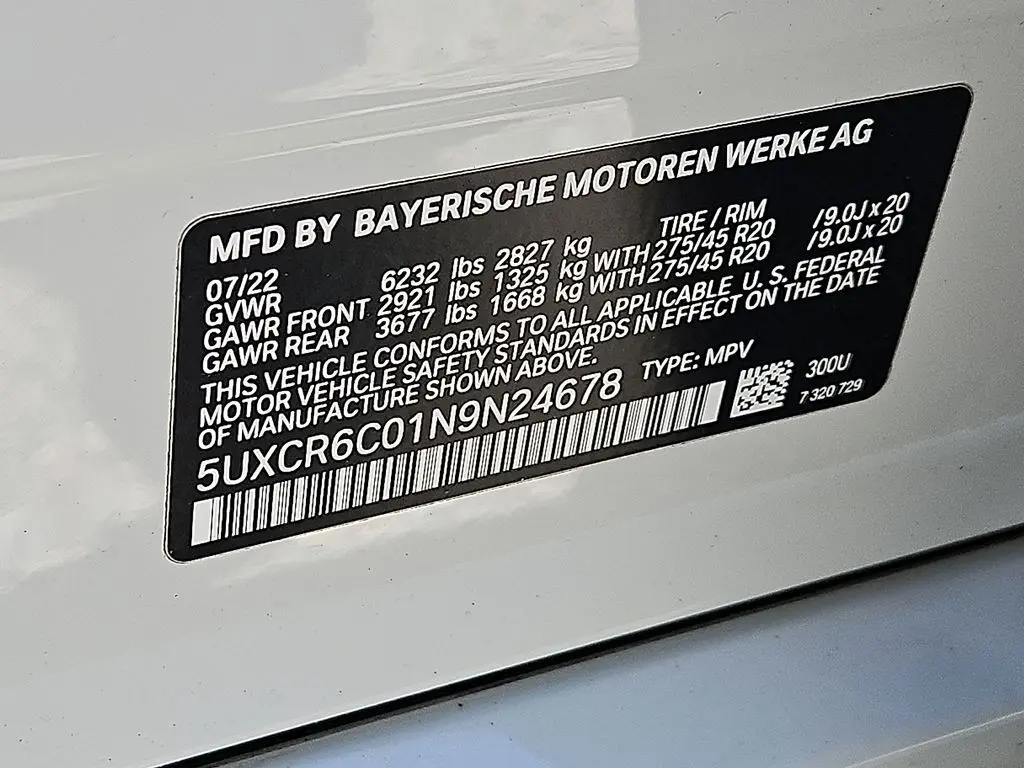 MFD BY BAYERISCHE MOTOREN WERKE AG
07/22 TIRE / RIM
GVWR 6232 lbs 2827 kg
GAWR FRONT 2921 lbs 1325 kg WITH 275/45 R20 /9.0J x 20
GAWR REAR 3677 lbs 1668 kg WITH 275/45 R20 /9.0J x 20
THIS VEHICLE CONFORMS TO ALL APPLICABLE U. S. FEDERAL
MOTOR VEHICLE SAFETY STANDARDS IN EFFECT ON THE DATE
OF MANUFACTURE SHOWN ABOVE.
5UXCR6C01N9N24678 TYPE: MPV
300U
7 320 729